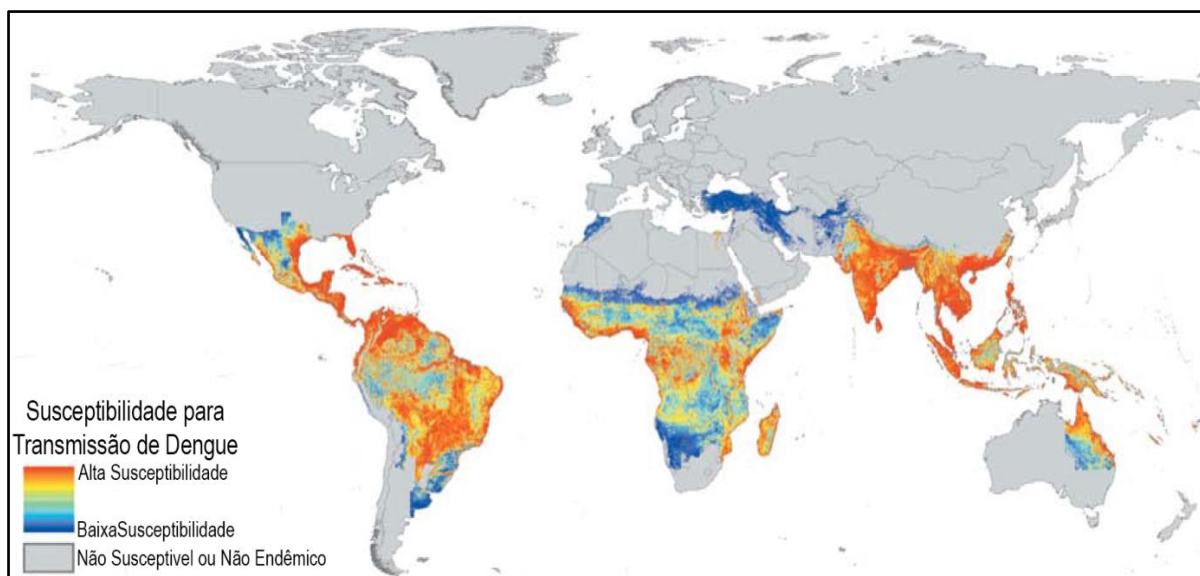 Susceptibilidade para
Transmissão de Dengue
Alta Susceptibilidade
BaixaSusceptibilidade
Não Susceptivel ou Não Endêmico